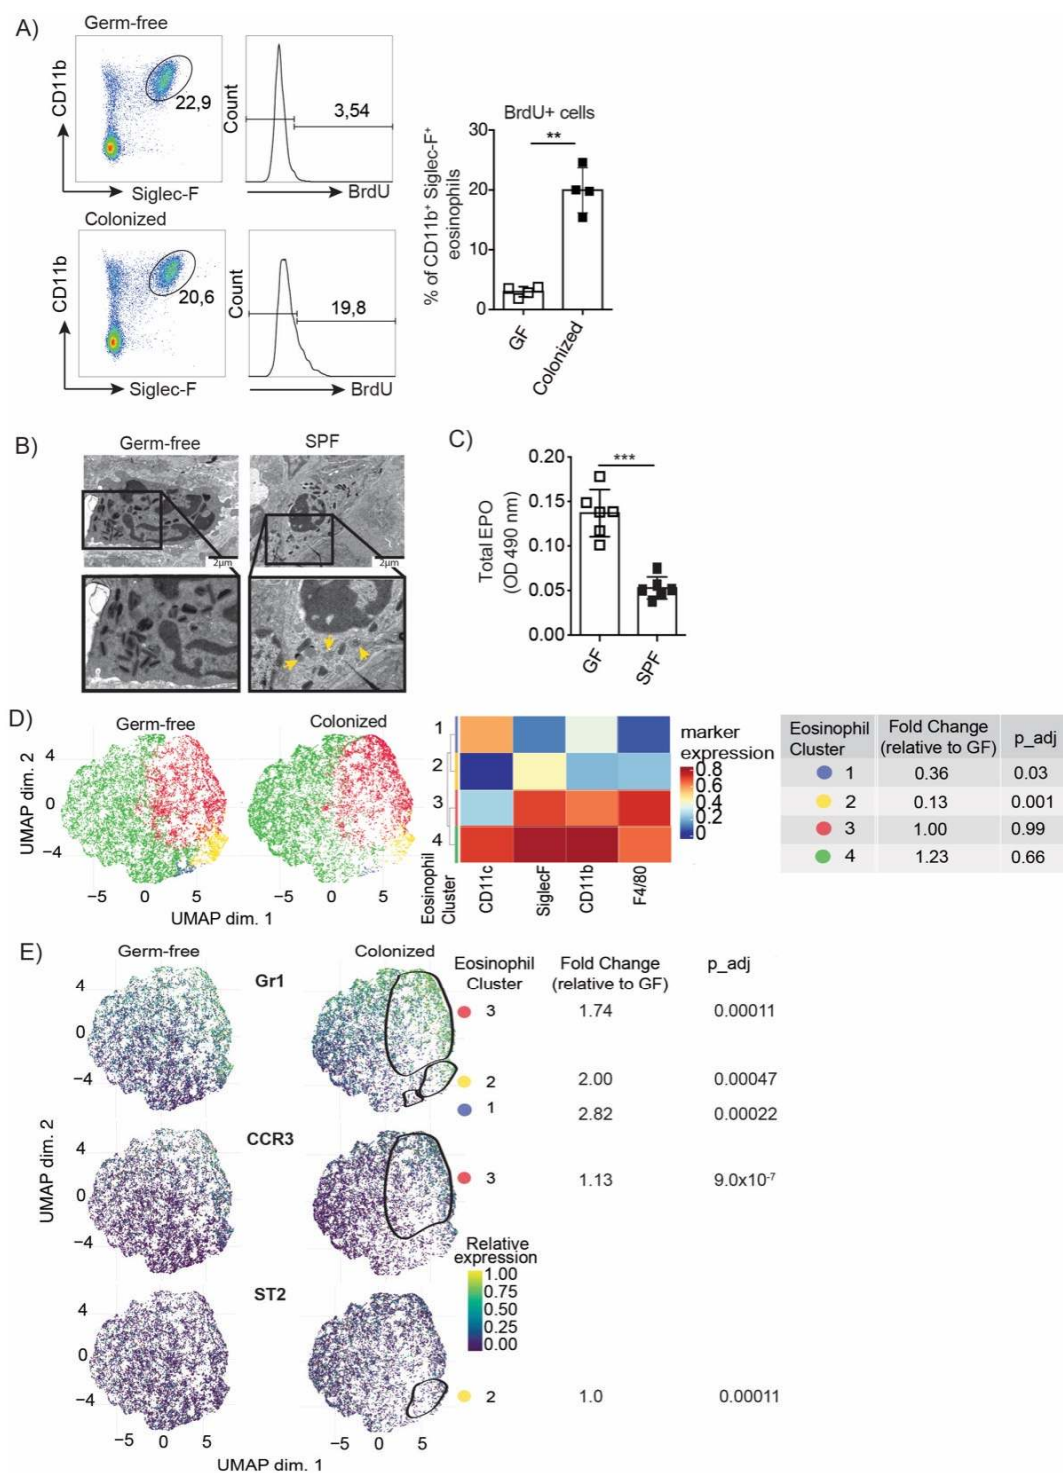 A)
Germ-free
CD11b
22,9
Siglec-F
Count
3,54
BrdU
Colonized
CD11b
20,6
Siglec-F
Count
19,8
BrdU
BrdU+ cells
**
% of CD11b⁺ Siglec-F⁺
eosinophils
30
20
10
0
GF
Colonized
B)
Germ-free
SPF
2μm
2μm
C)
***
Total EPO
(OD 490 nm)
0.20
0.15
0.10
0.05
0.00
GF
SPF
D)
Germ-free
Colonized
UMAP dim. 2
4
0
−4
−5 0 5
−5 0 5
UMAP dim. 1
1
2
3
4
Eosinophil
Cluster
CD11c
SiglecF
CD11b
F4/80
marker
expression
0.8
0.6
0.4
0.2
0
Eosinophil Cluster Fold Change (relative to GF) p_adj
1 0.36 0.03
2 0.13 0.001
3 1.00 0.99
4 1.23 0.66
E)
Germ-free
Colonized
Eosinophil Cluster Fold Change (relative to GF) p_adj
Gr1
4
0
−4
3 1.74 0.00011
2 2.00 0.00047
1 2.82 0.00022
UMAP dim. 2
CCR3
4
0
−4
3 1.13 9.0x10⁻⁷
Relative
expression
1.00
0.75
0.50
0.25
0.00
ST2
4
0
−4
2 1.0 0.00011
−5 0 5
−5 0 5
UMAP dim. 1